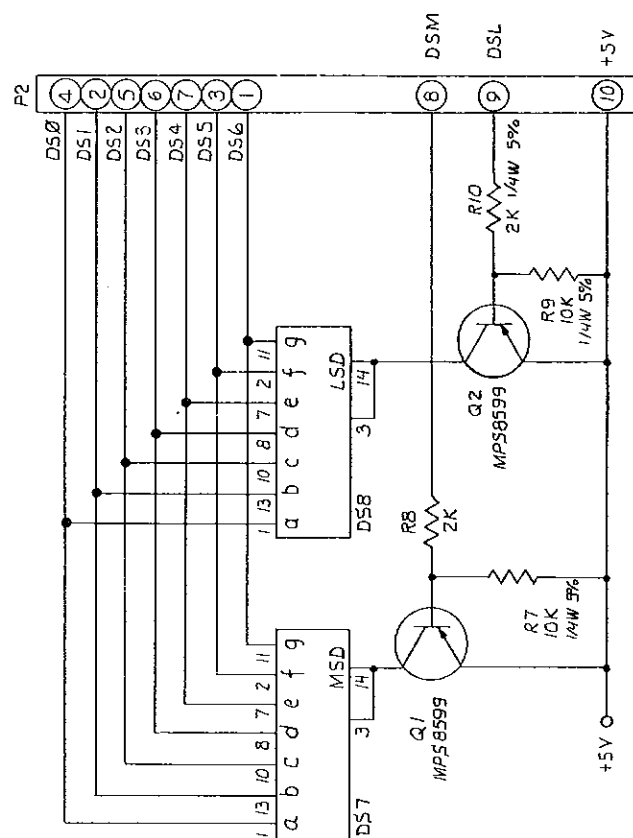 P2
4
2
5
6
7
3
1
8
9
10
DSØ
DS1
DS2
DS3
DS4
DS5
DS6
DSM
DSL
+5V
a b c d e f g
1 13 10 8 7 2 11
LSD
3 14
DS8
a b c d e f g
1 13 10 8 7 2 11
MSD
3 14
DS7
R10
2K 1/4W 5%
R9
10K
1/4W 5%
Q2
MPS8599
R8
2K
R7
10K
1/4W 5%
Q1
MPS8599
+5V